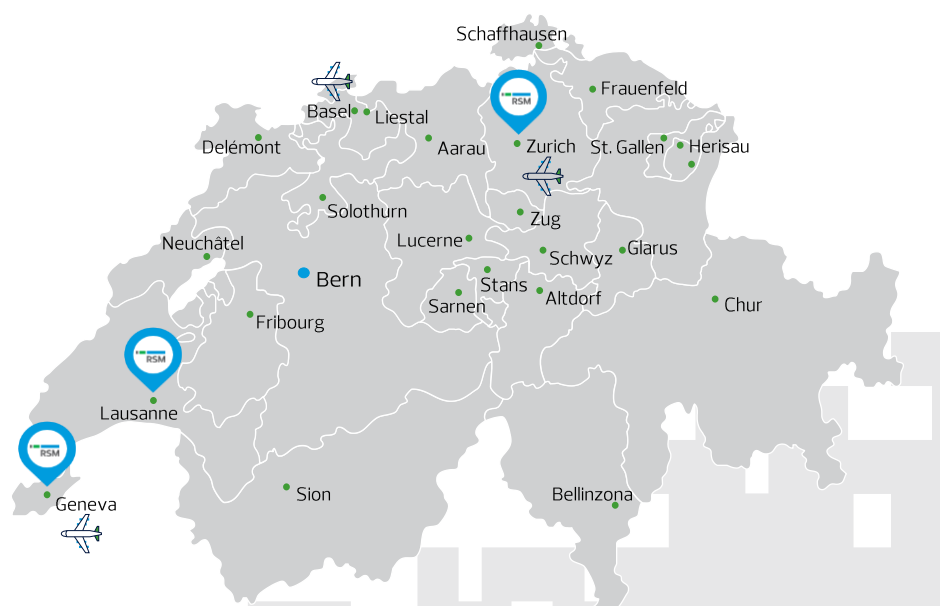 Schaffhausen
RSM
Frauenfeld
Basel
Liestal
Delémont
Aarau
Zurich
St. Gallen
Herisau
Solothurn
Zug
Neuchâtel
Lucerne
Schwyz
Glarus
Bern
Stans
Sarnen
Altdorf
Chur
Fribourg
RSM
Lausanne
RSM
Geneva
Sion
Bellinzona